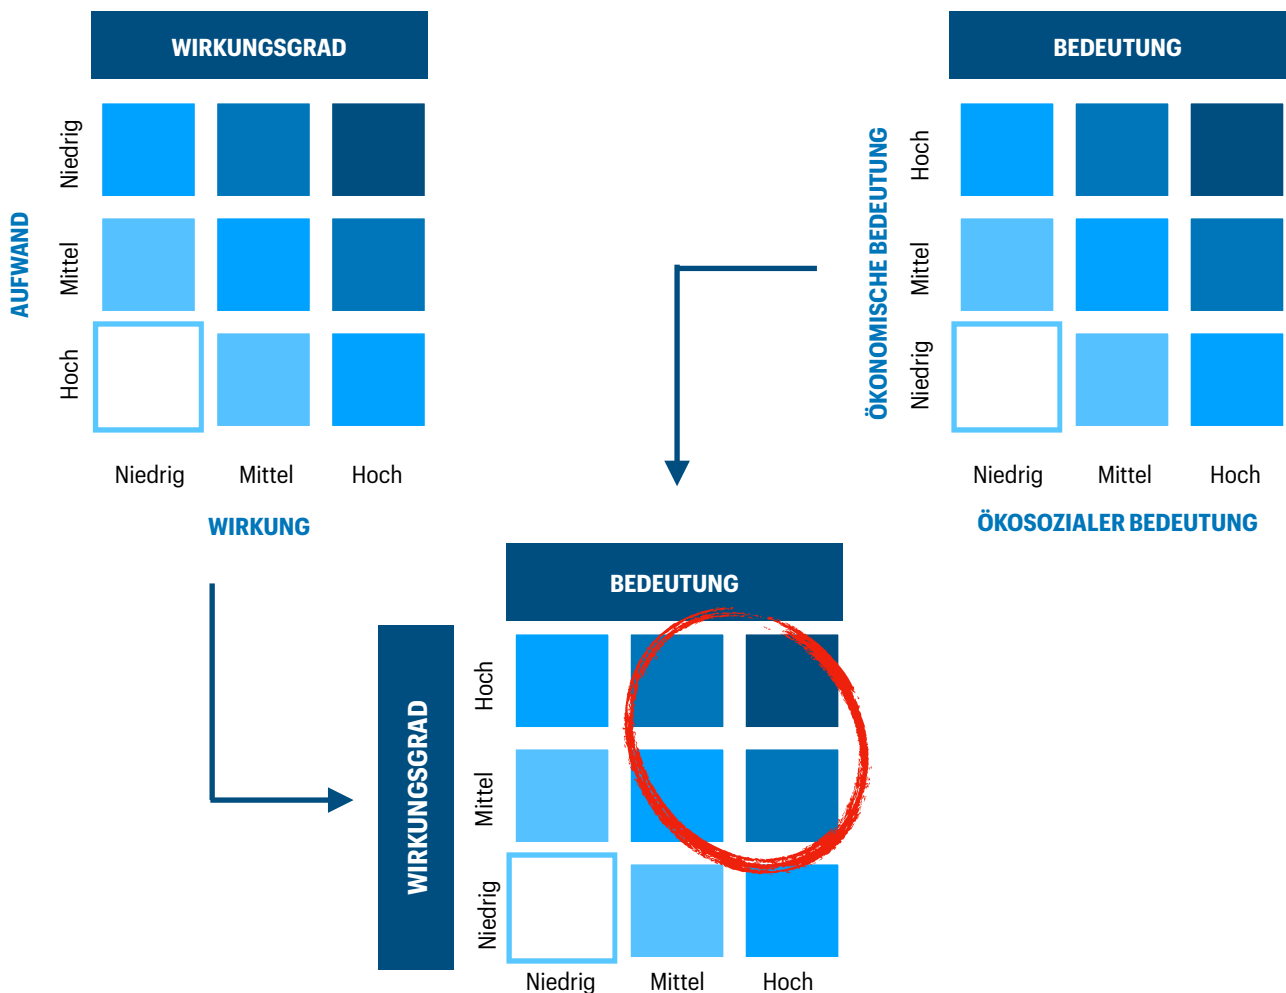 WIRKUNGSGRAD
AUFWAND
Niedrig
Mittel
Hoch
Niedrig Mittel Hoch
WIRKUNG
BEDEUTUNG
ÖKONOMISCHE BEDEUTUNG
Hoch
Mittel
Niedrig
Niedrig Mittel Hoch
ÖKOSOZIALER BEDEUTUNG
BEDEUTUNG
WIRKUNGSGRAD
Hoch
Mittel
Niedrig
Niedrig Mittel Hoch